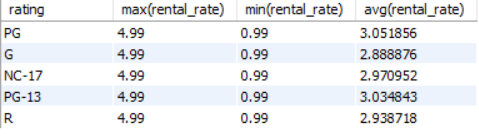 rating max(rental_rate) min(rental_rate) avg(rental_rate)
PG 4.99 0.99 3.051856
G 4.99 0.99 2.888876
NC-17 4.99 0.99 2.970952
PG-13 4.99 0.99 3.034843
R 4.99 0.99 2.938718